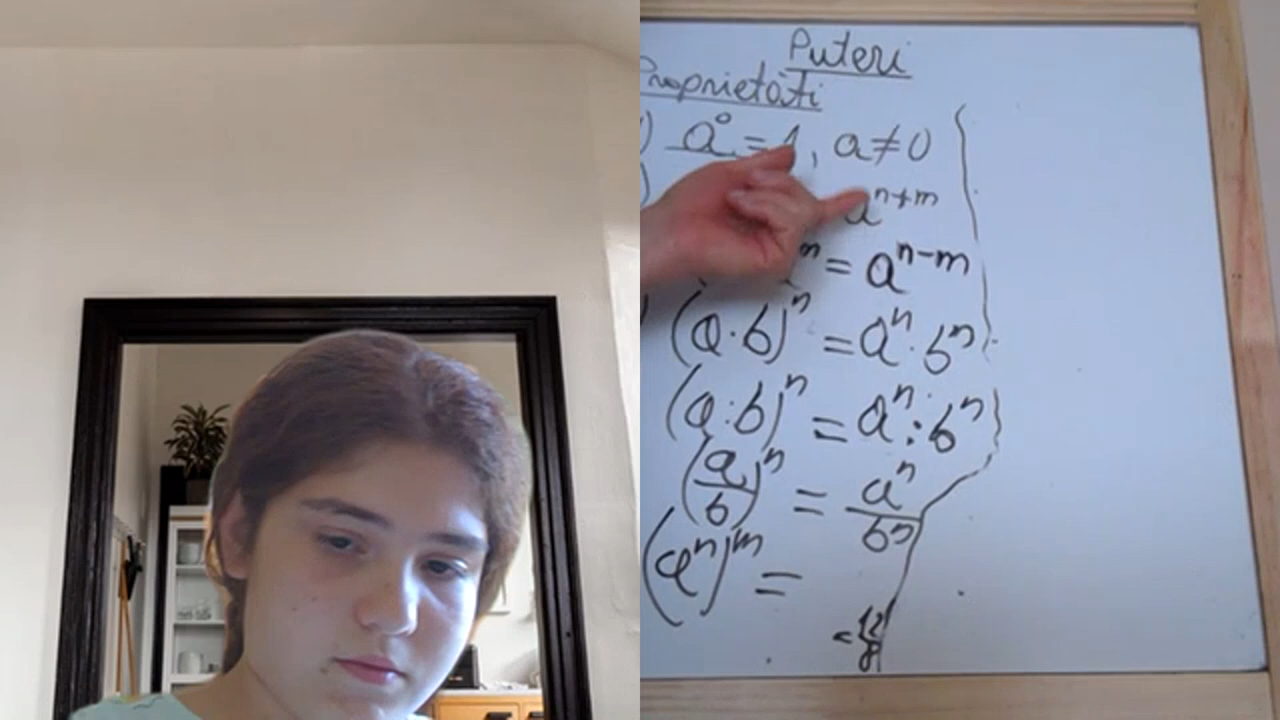 Puteri
Proprietăți
) a⁰ = 1, a ≠ 0
) aⁿ⁺ᵐ
ᵐ = aⁿ⁻ᵐ
(a·b)ⁿ = aⁿ·bⁿ
(a:b)ⁿ = aⁿ:bⁿ
(a/b)ⁿ = aⁿ/bⁿ
(aⁿ)ᵐ =